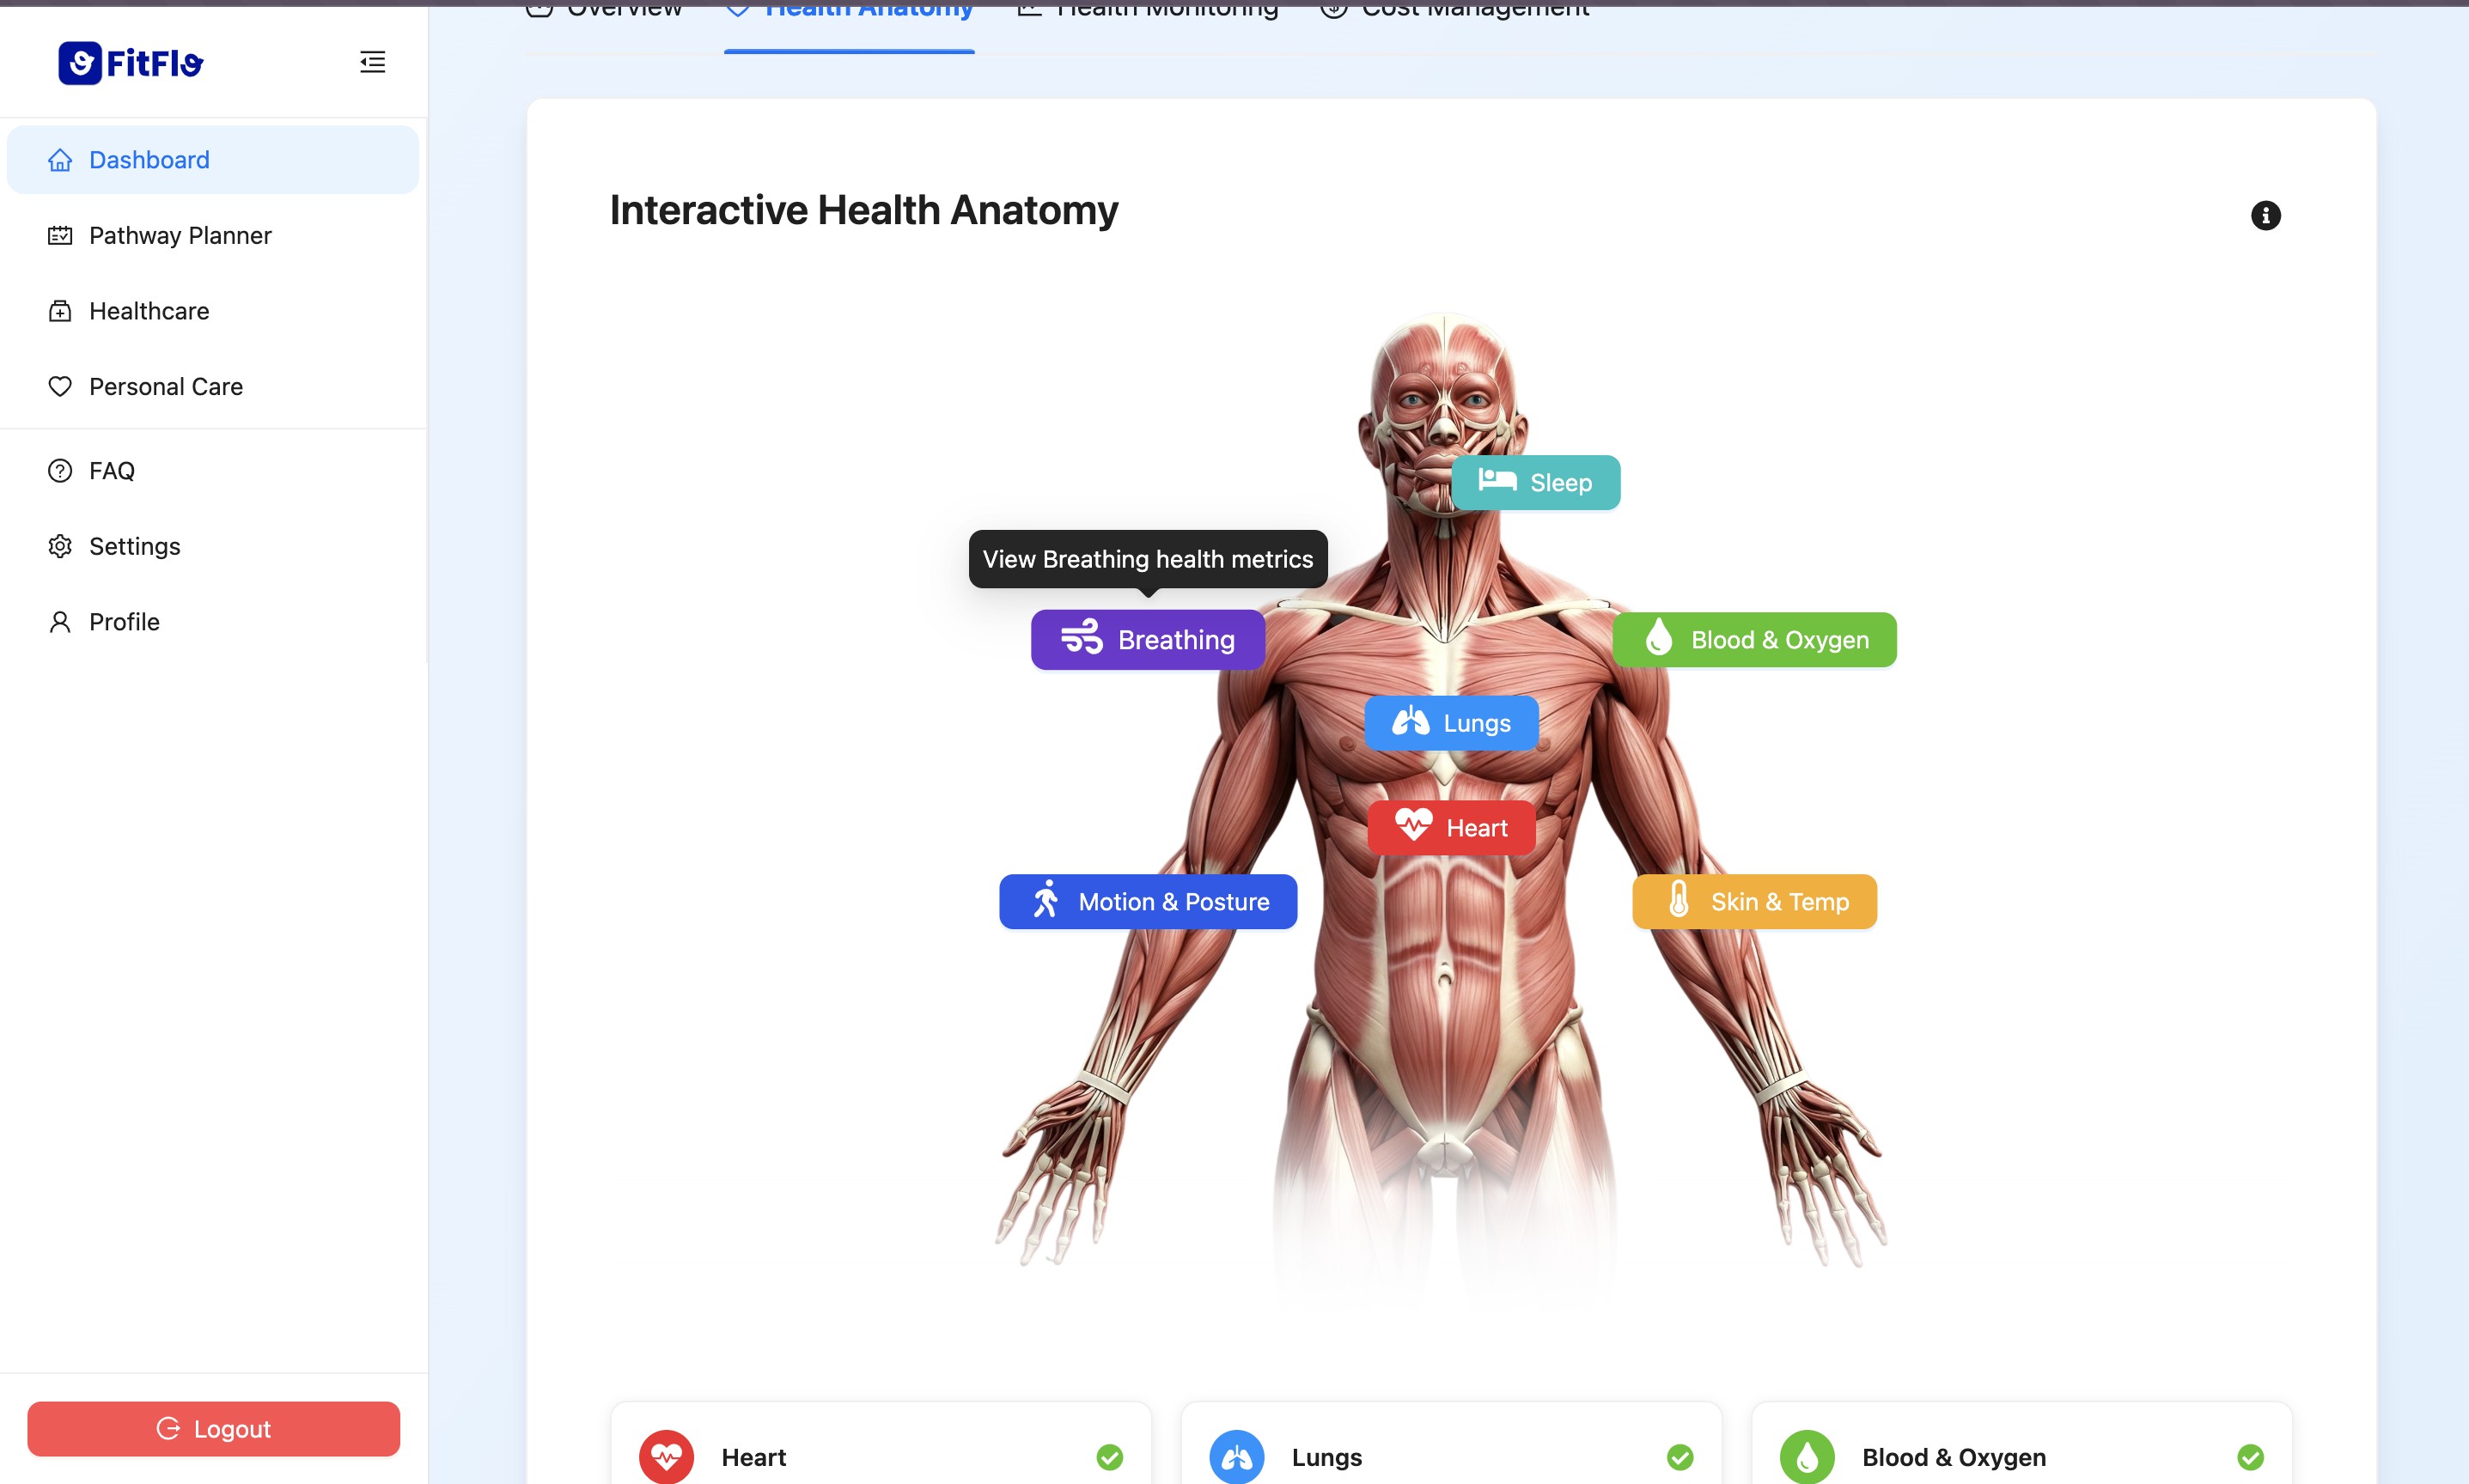 Overview
Health Anatomy
Health Monitoring
Cost Management
FitFlo
Dashboard
Pathway Planner
Healthcare
Personal Care
FAQ
Settings
Profile
Logout
Interactive Health Anatomy
Sleep
View Breathing health metrics
Breathing
Blood & Oxygen
Lungs
Heart
Motion & Posture
Skin & Temp
Heart
Lungs
Blood & Oxygen